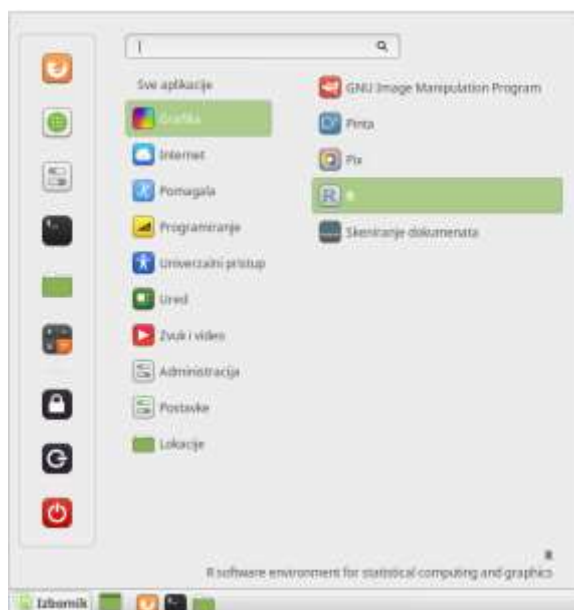 Sve aplikacije
Grafika
Internet
Pomagala
Programiranje
Univerzalni pristup
Ured
Zvuk i video
Administracija
Postavke
Lokacije
GNU Image Manipulation Program
Pinta
Pix
R
Skeniranje dokumenata
R
R software environment for statistical computing and graphics
Izbornik